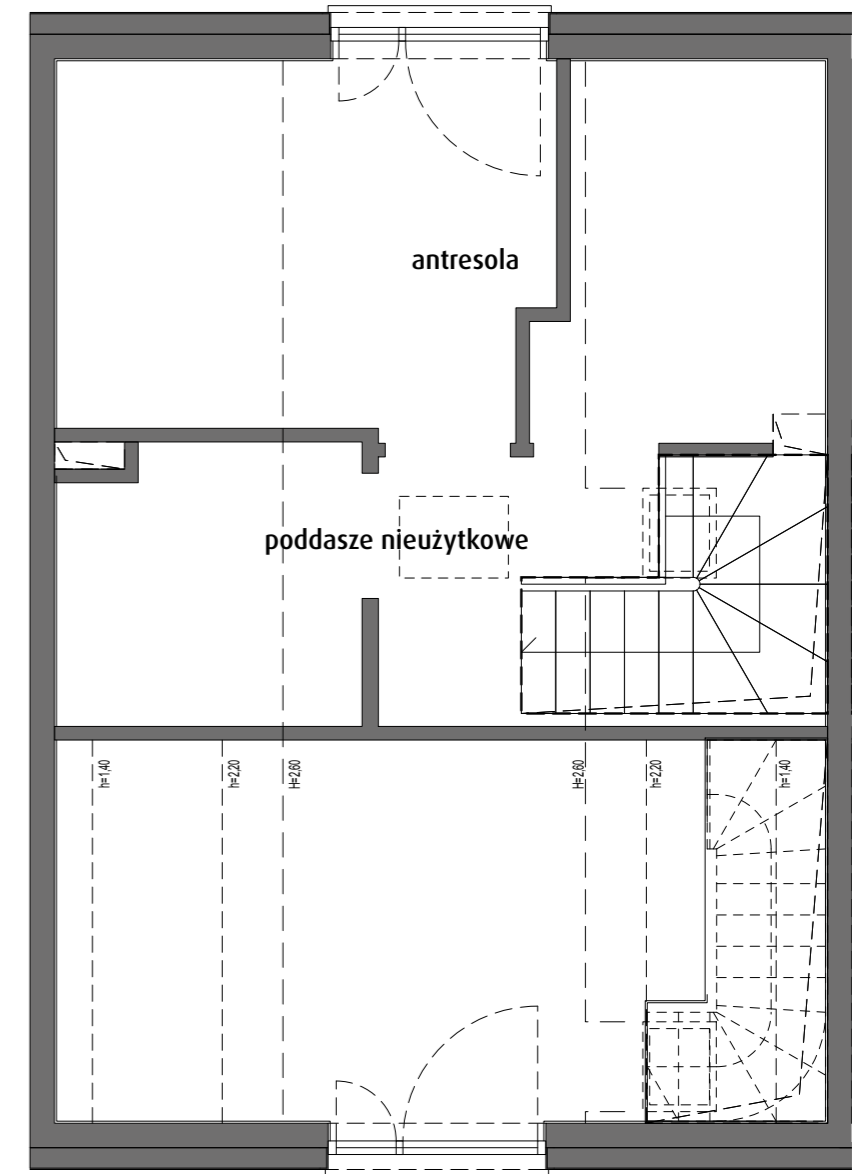 antresola
poddasze nieużytkowe
h=1,40
h=2,20
H=2,60
H=2,60
h=2,20
h=1,40